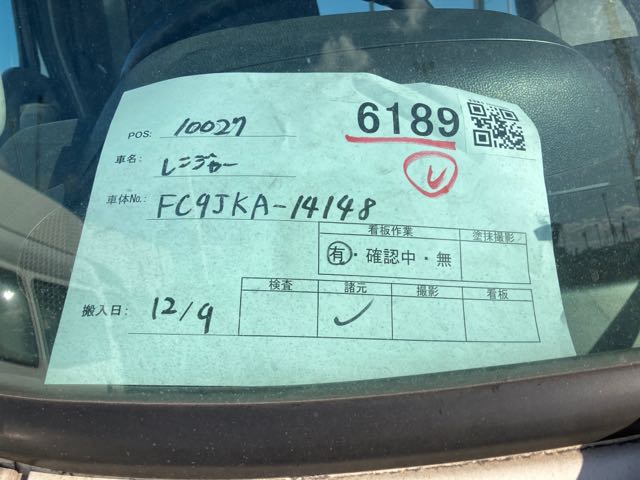 POS: 10027
6189
レ
車名: レンジャー
車体No.: FC9JKA-14148
看板作業 塗抹撮影
有・確認中・無
検査 諸元 撮影 看板
搬入日: 12/9 ✓